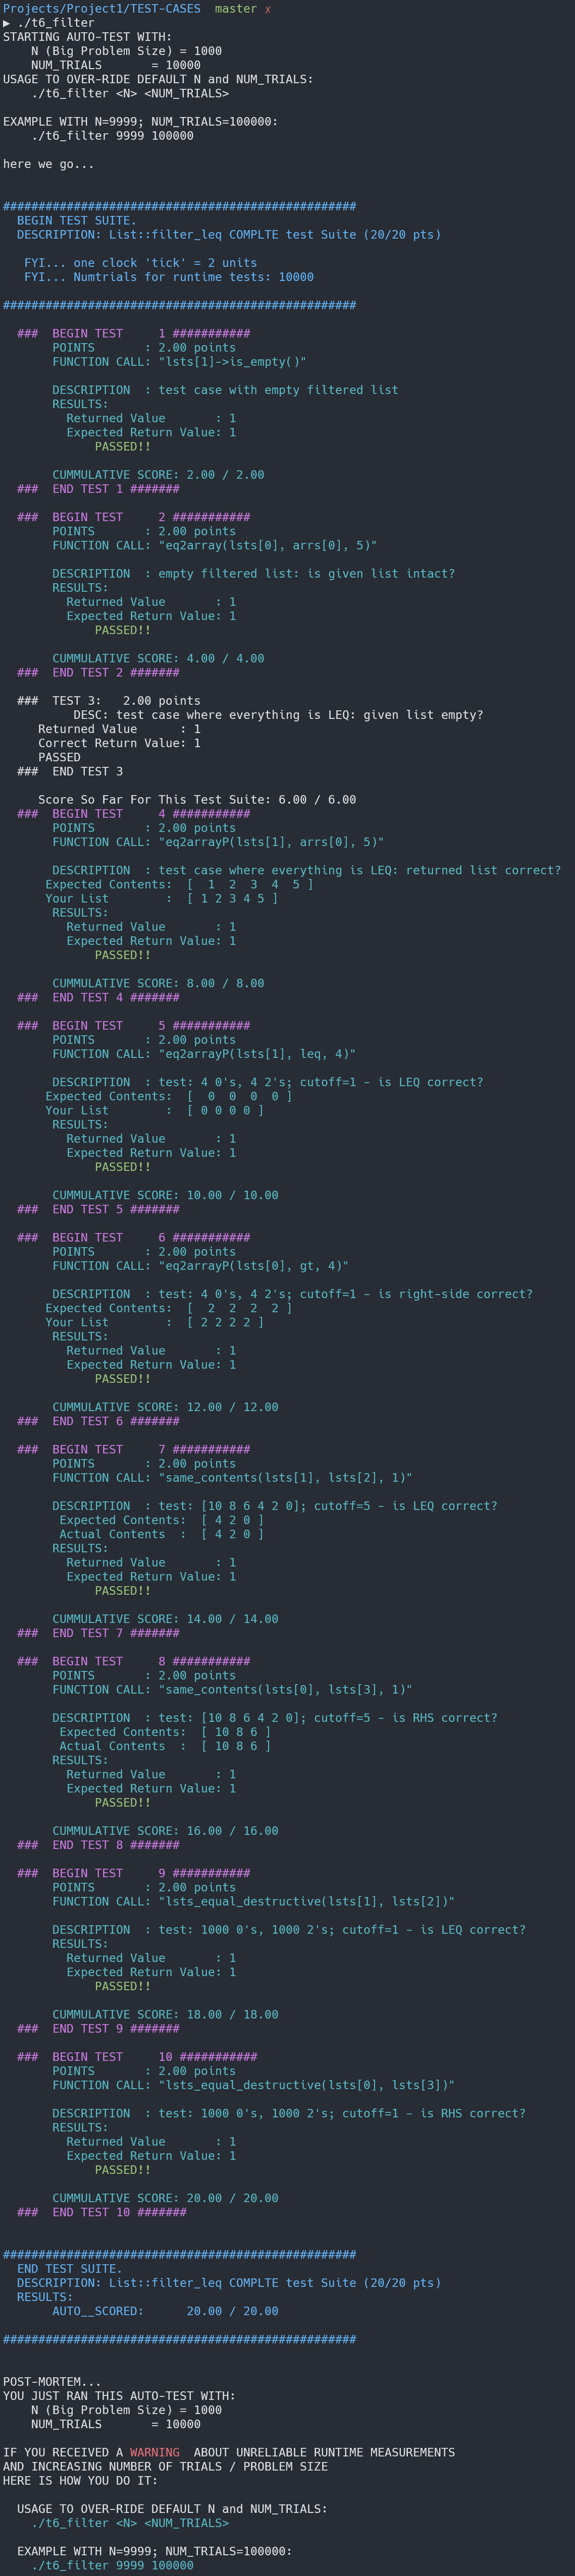 Projects/Project1/TEST-CASES  master ✗
▶ ./t6_filter
STARTING AUTO-TEST WITH:
    N (Big Problem Size) = 1000
    NUM_TRIALS       = 10000
USAGE TO OVER-RIDE DEFAULT N and NUM_TRIALS:
    ./t6_filter <N> <NUM_TRIALS>

EXAMPLE WITH N=9999; NUM_TRIALS=100000:
    ./t6_filter 9999 100000

here we go...


##################################################
  BEGIN TEST SUITE.
  DESCRIPTION: List::filter_leq COMPLTE test Suite (20/20 pts)

   FYI... one clock 'tick' = 2 units
   FYI... Numtrials for runtime tests: 10000

##################################################

  ###  BEGIN TEST     1 ###########
       POINTS       : 2.00 points
       FUNCTION CALL: "lsts[1]->is_empty()"

       DESCRIPTION  : test case with empty filtered list
       RESULTS:
         Returned Value       : 1
         Expected Return Value: 1
             PASSED!!

       CUMMULATIVE SCORE: 2.00 / 2.00
  ###  END TEST 1 #######

  ###  BEGIN TEST     2 ###########
       POINTS       : 2.00 points
       FUNCTION CALL: "eq2array(lsts[0], arrs[0], 5)"

       DESCRIPTION  : empty filtered list: is given list intact?
       RESULTS:
         Returned Value       : 1
         Expected Return Value: 1
             PASSED!!

       CUMMULATIVE SCORE: 4.00 / 4.00
  ###  END TEST 2 #######

  ###  TEST 3:   2.00 points
          DESC: test case where everything is LEQ: given list empty?
     Returned Value      : 1
     Correct Return Value: 1
     PASSED
  ###  END TEST 3

     Score So Far For This Test Suite: 6.00 / 6.00
  ###  BEGIN TEST     4 ###########
       POINTS       : 2.00 points
       FUNCTION CALL: "eq2arrayP(lsts[1], arrs[0], 5)"

       DESCRIPTION  : test case where everything is LEQ: returned list correct?
      Expected Contents:  [  1  2  3  4  5 ]
      Your List        :  [ 1 2 3 4 5 ]
       RESULTS:
         Returned Value       : 1
         Expected Return Value: 1
             PASSED!!

       CUMMULATIVE SCORE: 8.00 / 8.00
  ###  END TEST 4 #######

  ###  BEGIN TEST     5 ###########
       POINTS       : 2.00 points
       FUNCTION CALL: "eq2arrayP(lsts[1], leq, 4)"

       DESCRIPTION  : test: 4 0's, 4 2's; cutoff=1 - is LEQ correct?
      Expected Contents:  [  0  0  0  0 ]
      Your List        :  [ 0 0 0 0 ]
       RESULTS:
         Returned Value       : 1
         Expected Return Value: 1
             PASSED!!

       CUMMULATIVE SCORE: 10.00 / 10.00
  ###  END TEST 5 #######

  ###  BEGIN TEST     6 ###########
       POINTS       : 2.00 points
       FUNCTION CALL: "eq2arrayP(lsts[0], gt, 4)"

       DESCRIPTION  : test: 4 0's, 4 2's; cutoff=1 - is right-side correct?
      Expected Contents:  [  2  2  2  2 ]
      Your List        :  [ 2 2 2 2 ]
       RESULTS:
         Returned Value       : 1
         Expected Return Value: 1
             PASSED!!

       CUMMULATIVE SCORE: 12.00 / 12.00
  ###  END TEST 6 #######

  ###  BEGIN TEST     7 ###########
       POINTS       : 2.00 points
       FUNCTION CALL: "same_contents(lsts[1], lsts[2], 1)"

       DESCRIPTION  : test: [10 8 6 4 2 0]; cutoff=5 - is LEQ correct?
        Expected Contents:  [ 4 2 0 ]
        Actual Contents  :  [ 4 2 0 ]
       RESULTS:
         Returned Value       : 1
         Expected Return Value: 1
             PASSED!!

       CUMMULATIVE SCORE: 14.00 / 14.00
  ###  END TEST 7 #######

  ###  BEGIN TEST     8 ###########
       POINTS       : 2.00 points
       FUNCTION CALL: "same_contents(lsts[0], lsts[3], 1)"

       DESCRIPTION  : test: [10 8 6 4 2 0]; cutoff=5 - is RHS correct?
        Expected Contents:  [ 10 8 6 ]
        Actual Contents  :  [ 10 8 6 ]
       RESULTS:
         Returned Value       : 1
         Expected Return Value: 1
             PASSED!!

       CUMMULATIVE SCORE: 16.00 / 16.00
  ###  END TEST 8 #######

  ###  BEGIN TEST     9 ###########
       POINTS       : 2.00 points
       FUNCTION CALL: "lsts_equal_destructive(lsts[1], lsts[2])"

       DESCRIPTION  : test: 1000 0's, 1000 2's; cutoff=1 - is LEQ correct?
       RESULTS:
         Returned Value       : 1
         Expected Return Value: 1
             PASSED!!

       CUMMULATIVE SCORE: 18.00 / 18.00
  ###  END TEST 9 #######

  ###  BEGIN TEST     10 ###########
       POINTS       : 2.00 points
       FUNCTION CALL: "lsts_equal_destructive(lsts[0], lsts[3])"

       DESCRIPTION  : test: 1000 0's, 1000 2's; cutoff=1 - is RHS correct?
       RESULTS:
         Returned Value       : 1
         Expected Return Value: 1
             PASSED!!

       CUMMULATIVE SCORE: 20.00 / 20.00
  ###  END TEST 10 #######


##################################################
  END TEST SUITE.
  DESCRIPTION: List::filter_leq COMPLTE test Suite (20/20 pts)
  RESULTS:
       AUTO__SCORED:      20.00 / 20.00

##################################################


POST-MORTEM...
YOU JUST RAN THIS AUTO-TEST WITH:
    N (Big Problem Size) = 1000
    NUM_TRIALS       = 10000

IF YOU RECEIVED A WARNING  ABOUT UNRELIABLE RUNTIME MEASUREMENTS
AND INCREASING NUMBER OF TRIALS / PROBLEM SIZE
HERE IS HOW YOU DO IT:

  USAGE TO OVER-RIDE DEFAULT N and NUM_TRIALS:
    ./t6_filter <N> <NUM_TRIALS>

  EXAMPLE WITH N=9999; NUM_TRIALS=100000:
    ./t6_filter 9999 100000